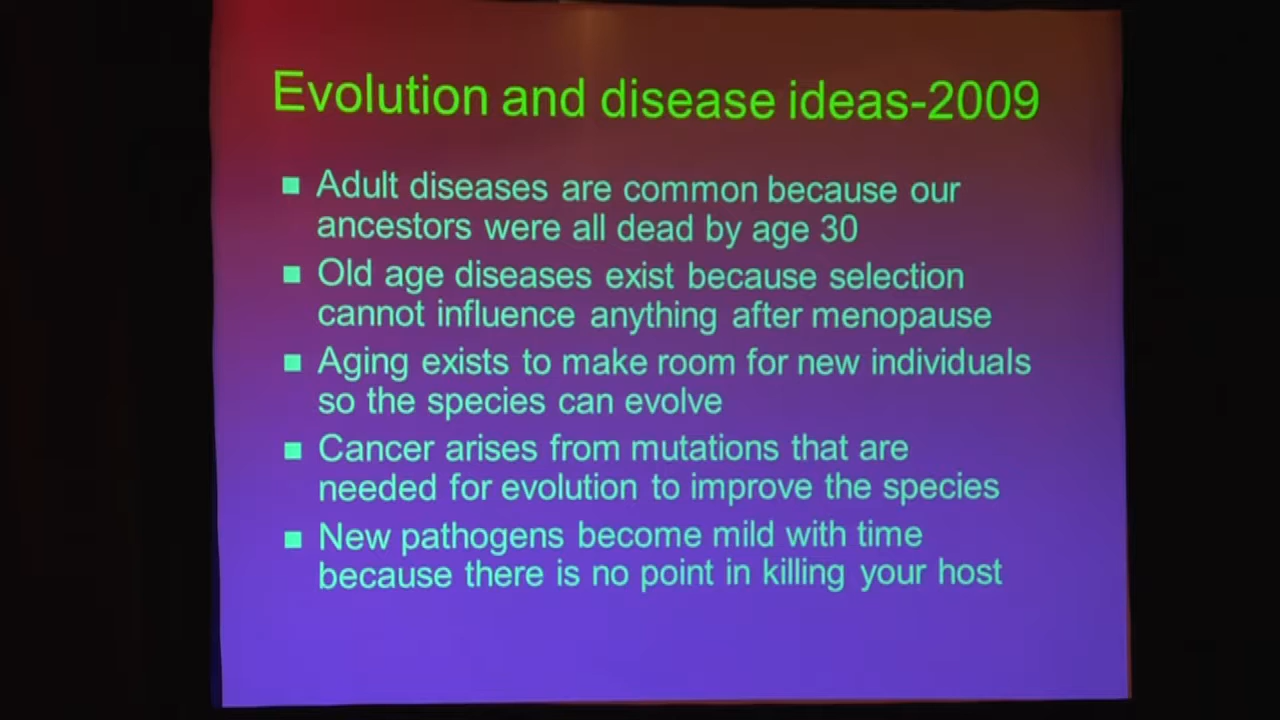 Evolution and disease ideas-2009
Adult diseases are common because our
ancestors were all dead by age 30
Old age diseases exist because selection
cannot influence anything after menopause
Aging exists to make room for new individuals
so the species can evolve
Cancer arises from mutations that are
needed for evolution to improve the species
New pathogens become mild with time
because there is no point in killing your host